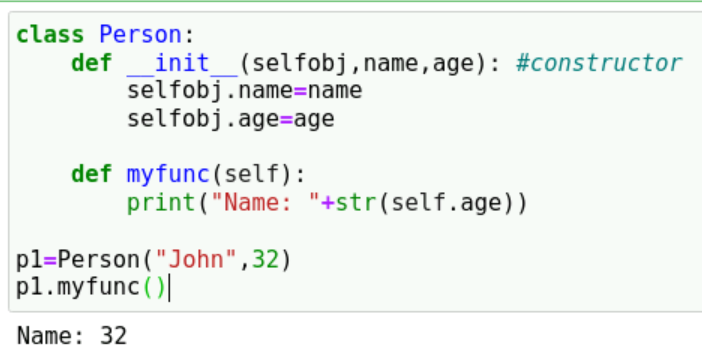 class Person:
    def __init__(selfobj,name,age): #constructor
        selfobj.name=name
        selfobj.age=age
    def myfunc(self):
        print("Name: "+str(self.age))
p1=Person("John",32)
p1.myfunc()
Name: 32